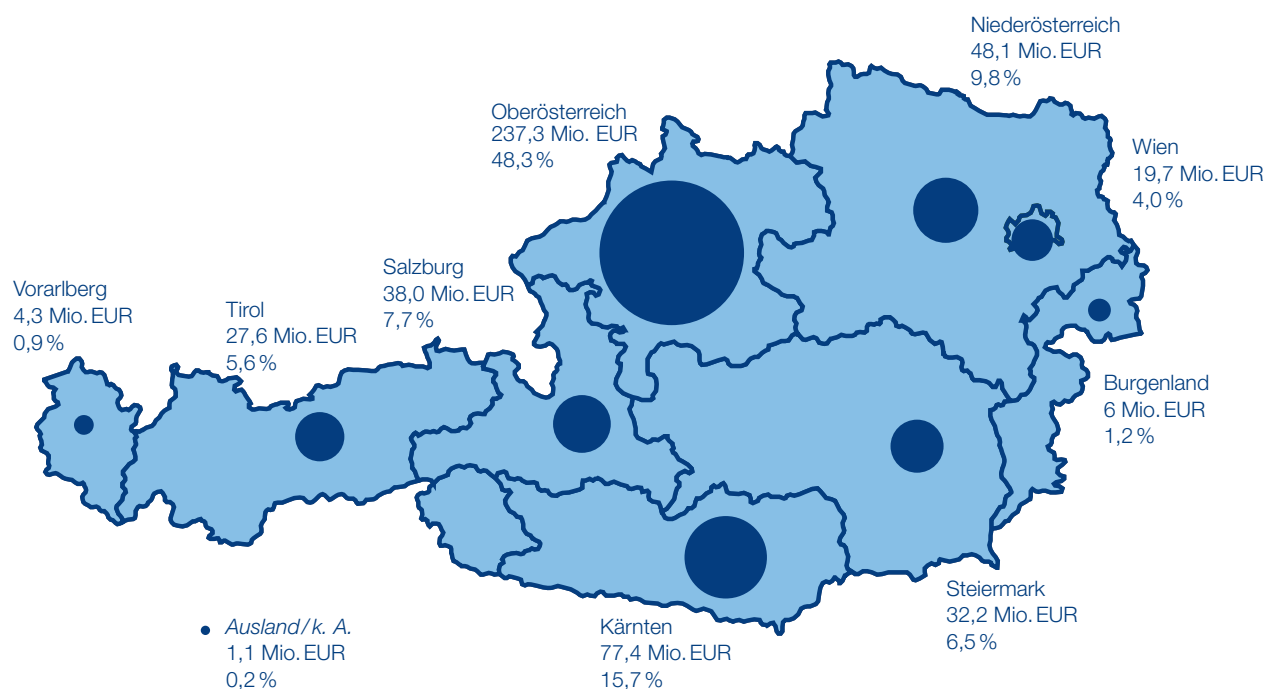 Niederösterreich
48,1 Mio. EUR
9,8 %
Oberösterreich
237,3 Mio. EUR
48,3 %
Wien
19,7 Mio. EUR
4,0 %
Salzburg
38,0 Mio. EUR
7,7 %
Vorarlberg
4,3 Mio. EUR
0,9 %
Tirol
27,6 Mio. EUR
5,6 %
Burgenland
6 Mio. EUR
1,2 %
Steiermark
32,2 Mio. EUR
6,5 %
Kärnten
77,4 Mio. EUR
15,7 %
Ausland / k. A.
1,1 Mio. EUR
0,2 %